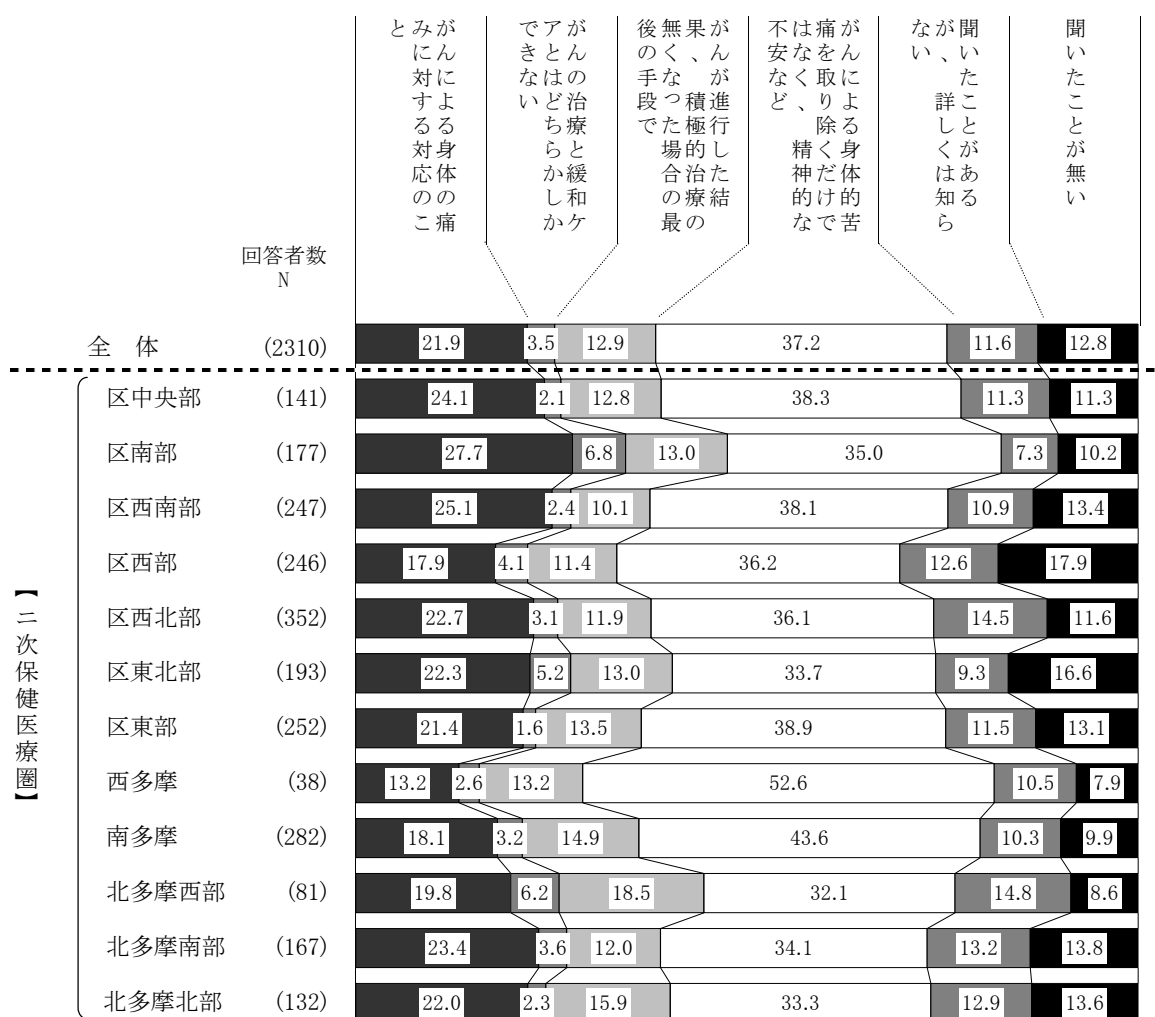 がんによる身体の痛
みに対する対応のこ
と
がんの治療と緩和ケ
アとはどちらかしか
できない
がんが進行した結
果、積極的治療の
無くなった場合の最
後の手段で
がんによる身体的苦
痛を取り除くだけで
はなく、精神的な
不安など
聞いたことがある
が、詳しくは知ら
ない
聞いたことが無い
回答者数
N
全 体 (2310) 21.9 3.5 12.9 37.2 11.6 12.8
【二次保健医療圏】
区中央部 (141) 24.1 2.1 12.8 38.3 11.3 11.3
区南部 (177) 27.7 6.8 13.0 35.0 7.3 10.2
区西南部 (247) 25.1 2.4 10.1 38.1 10.9 13.4
区西部 (246) 17.9 4.1 11.4 36.2 12.6 17.9
区西北部 (352) 22.7 3.1 11.9 36.1 14.5 11.6
区東北部 (193) 22.3 5.2 13.0 33.7 9.3 16.6
区東部 (252) 21.4 1.6 13.5 38.9 11.5 13.1
西多摩 (38) 13.2 2.6 13.2 52.6 10.5 7.9
南多摩 (282) 18.1 3.2 14.9 43.6 10.3 9.9
北多摩西部 (81) 19.8 6.2 18.5 32.1 14.8 8.6
北多摩南部 (167) 23.4 3.6 12.0 34.1 13.2 13.8
北多摩北部 (132) 22.0 2.3 15.9 33.3 12.9 13.6